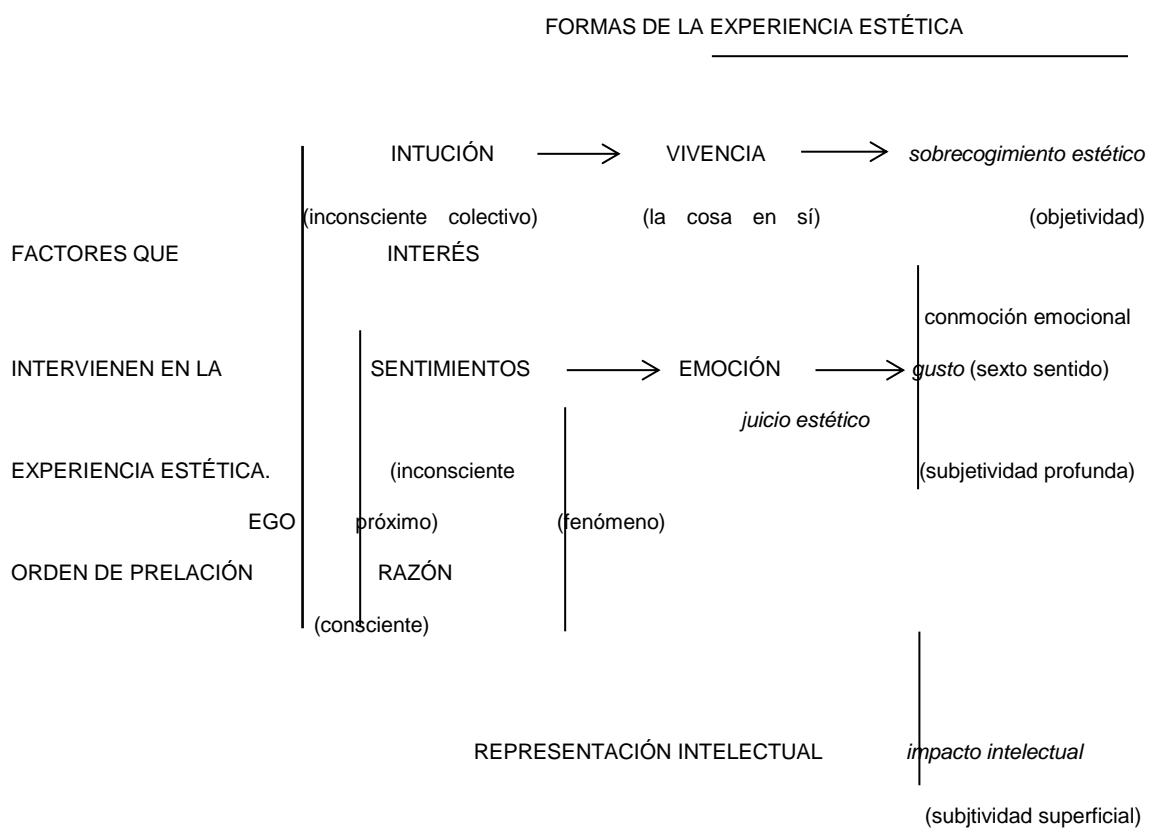 FORMAS DE LA EXPERIENCIA ESTÉTICA
INTUCIÓN VIVENCIA sobrecogimiento estético
(inconsciente colectivo) (la cosa en sí) (objetividad)
FACTORES QUE INTERÉS
conmoción emocional
INTERVIENEN EN LA SENTIMIENTOS EMOCIÓN gusto (sexto sentido)
juicio estético
EXPERIENCIA ESTÉTICA. (inconsciente (subjetividad profunda)
EGO próximo) (fenómeno)
ORDEN DE PRELACIÓN RAZÓN
(consciente)
REPRESENTACIÓN INTELECTUAL impacto intelectual
(subjtividad superficial)